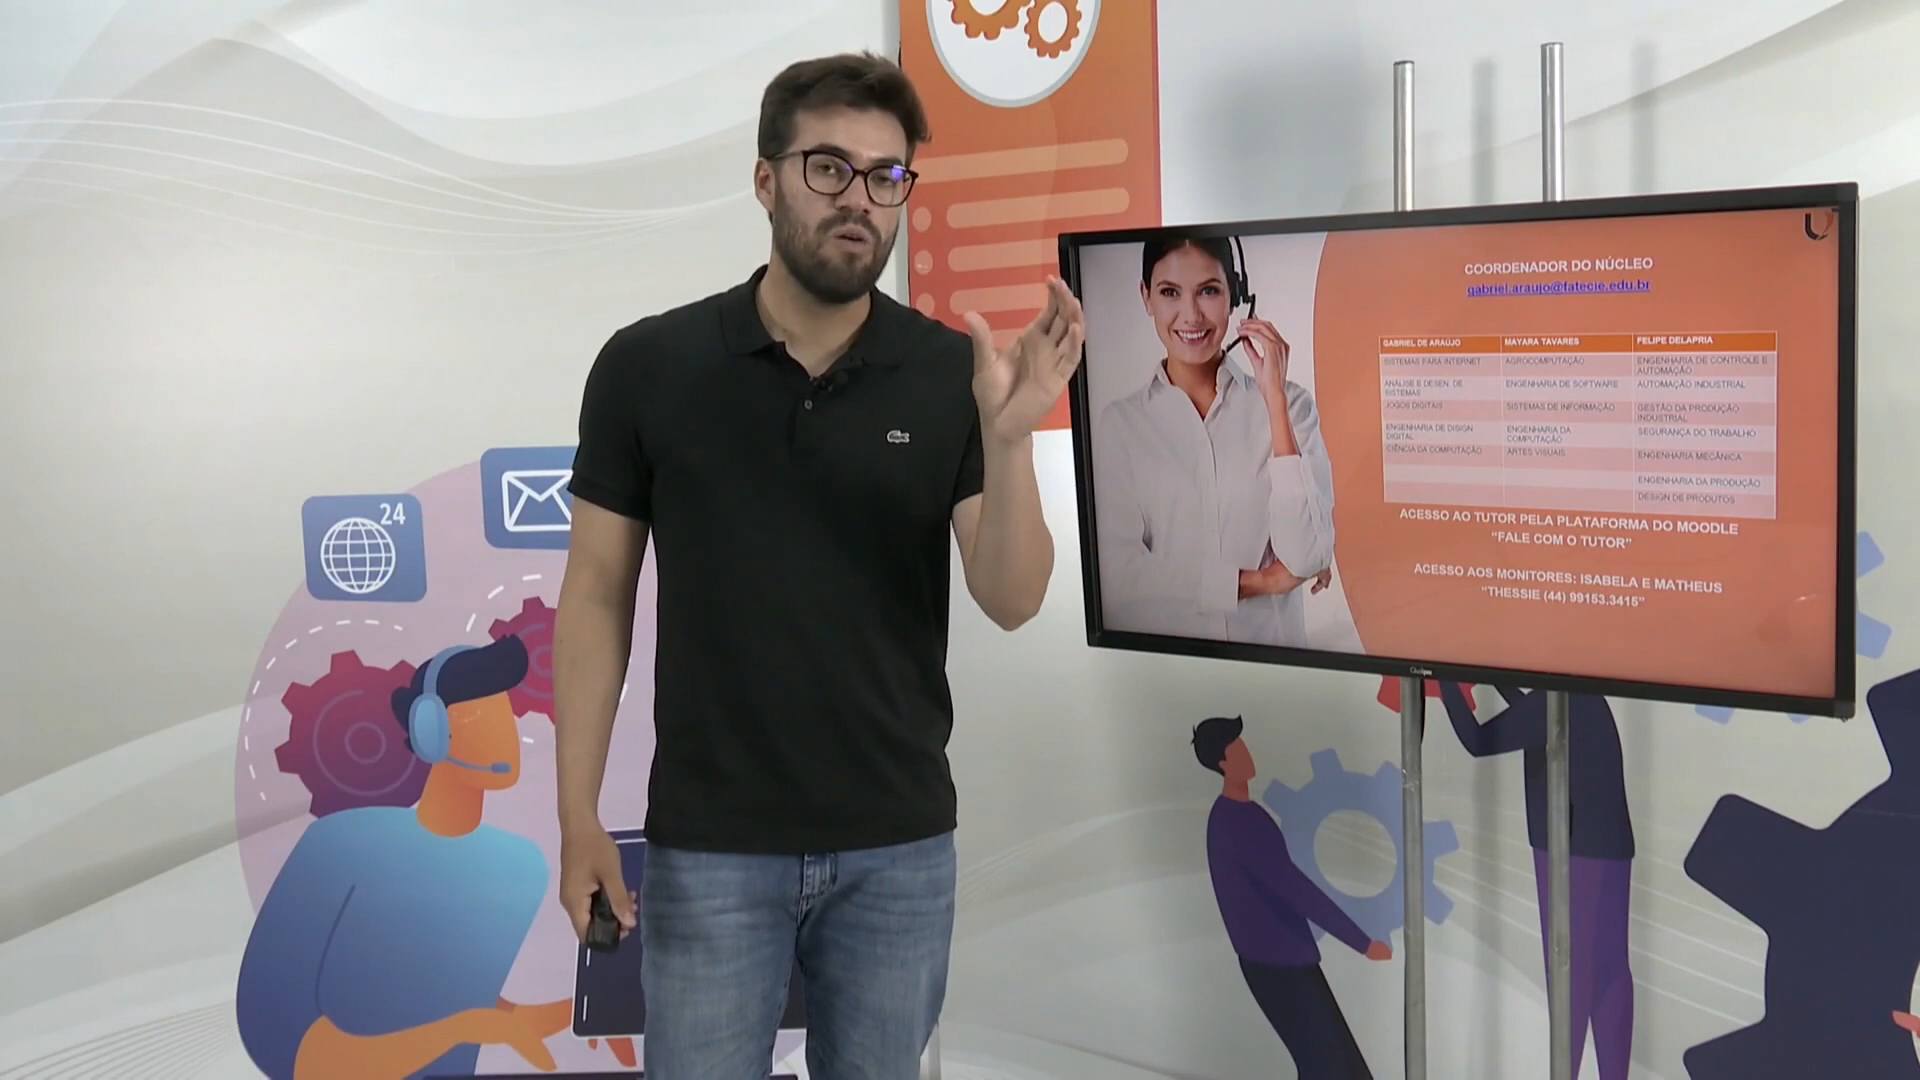 24
COORDENADOR DO NÚCLEO
gabriel.araujo@fatecie.edu.br
GABRIEL DE ARAÚJO MAYARA TAVARES FELIPE DELAPRIA
SISTEMAS PARA INTERNET AGROCOMPUTAÇÃO ENGENHARIA DE CONTROLE E
AUTOMAÇÃO
ANÁLISE E DESEN. DE
SISTEMAS
ENGENHARIA DE SOFTWARE AUTOMAÇÃO INDUSTRIAL
JOGOS DIGITAIS SISTEMAS DE INFORMAÇÃO GESTÃO DA PRODUÇÃO
INDUSTRIAL
ENGENHARIA DE DISIGN
DIGITAL
ENGENHARIA DA
COMPUTAÇÃO
SEGURANÇA DO TRABALHO
CIÊNCIA DA COMPUTAÇÃO ARTES VISUAIS ENGENHARIA MECÂNICA
ENGENHARIA DA PRODUÇÃO
DESIGN DE PRODUTOS
ACESSO AO TUTOR PELA PLATAFORMA DO MOODLE
"FALE COM O TUTOR"
ACESSO AOS MONITORES: ISABELA E MATHEUS
"THESSIE (44) 99153.3415"